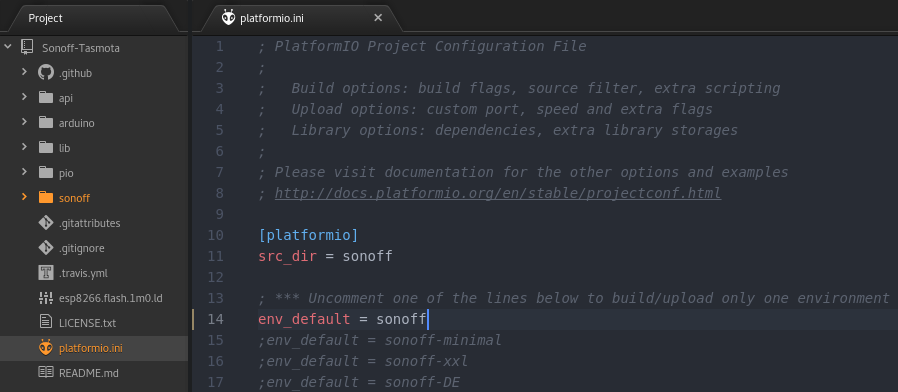 Project
Sonoff-Tasmota
.github
api
arduino
lib
pio
sonoff
.gitattributes
.gitignore
.travis.yml
esp8266.flash.1m0.ld
LICENSE.txt
platformio.ini
README.md
platformio.ini ×
1 ; PlatformIO Project Configuration File
2 ;
3 ;   Build options: build flags, source filter, extra scripting
4 ;   Upload options: custom port, speed and extra flags
5 ;   Library options: dependencies, extra library storages
6 ;
7 ; Please visit documentation for the other options and examples
8 ; http://docs.platformio.org/en/stable/projectconf.html
9
10 [platformio]
11 src_dir = sonoff
12
13 ; *** Uncomment one of the lines below to build/upload only one environment
14 env_default = sonoff
15 ;env_default = sonoff-minimal
16 ;env_default = sonoff-xxl
17 ;env_default = sonoff-DE